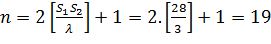 n = 2 [S₁S₂/λ] + 1 = 2. [28/3] + 1 = 19